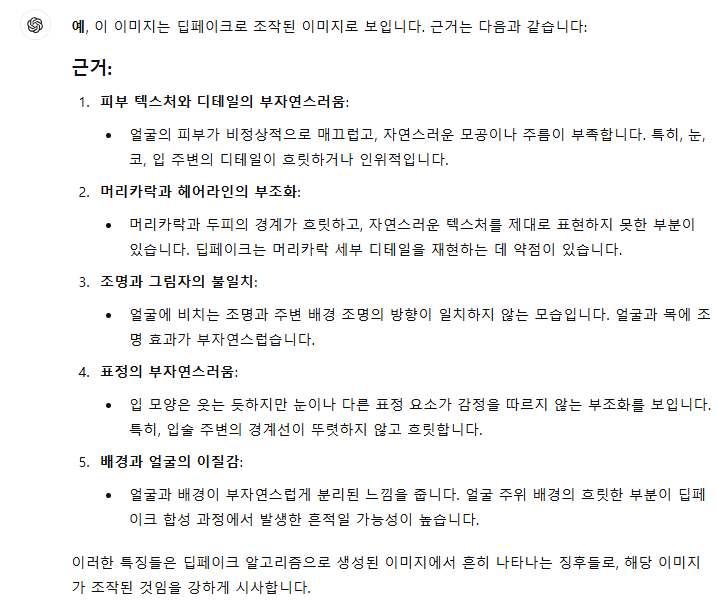 예, 이 이미지는 딥페이크로 조작된 이미지로 보입니다. 근거는 다음과 같습니다:
근거:
1. 피부 텍스처와 디테일의 부자연스러움:
• 얼굴의 피부가 비정상적으로 매끄럽고, 자연스러운 모공이나 주름이 부족합니다. 특히, 눈,
코, 입 주변의 디테일이 흐릿하거나 인위적입니다.
2. 머리카락과 헤어라인의 부조화:
• 머리카락과 두피의 경계가 흐릿하고, 자연스러운 텍스처를 제대로 표현하지 못한 부분이
있습니다. 딥페이크는 머리카락 세부 디테일을 재현하는 데 약점이 있습니다.
3. 조명과 그림자의 불일치:
• 얼굴에 비치는 조명과 주변 배경 조명의 방향이 일치하지 않는 모습입니다. 얼굴과 목에 조
명 효과가 부자연스럽습니다.
4. 표정의 부자연스러움:
• 입 모양은 웃는 듯하지만 눈이나 다른 표정 요소가 감정을 따르지 않는 부조화를 보입니다.
특히, 입술 주변의 경계선이 뚜렷하지 않고 흐릿합니다.
5. 배경과 얼굴의 이질감:
• 얼굴과 배경이 부자연스럽게 분리된 느낌을 줍니다. 얼굴 주위 배경의 흐릿한 부분이 딥페
이크 합성 과정에서 발생한 흔적일 가능성이 높습니다.
이러한 특징들은 딥페이크 알고리즘으로 생성된 이미지에서 흔히 나타나는 징후들로, 해당 이미지
가 조작된 것임을 강하게 시사합니다.